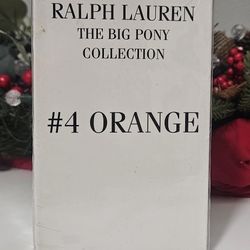 RALPH LAUREN
THE BIG PONY
COLLECTION
#4 ORANGE